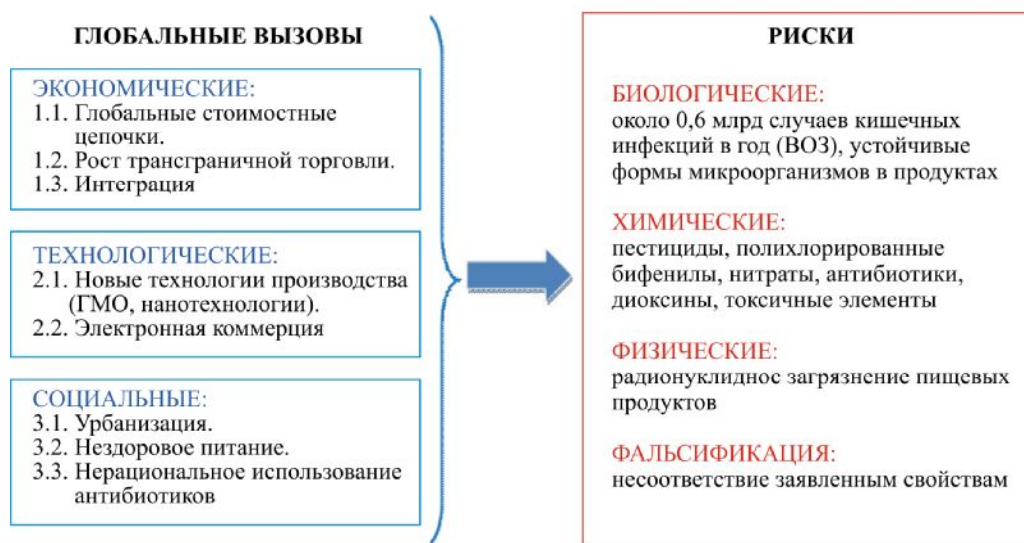 ГЛОБАЛЬНЫЕ ВЫЗОВЫ
ЭКОНОМИЧЕСКИЕ:
1.1. Глобальные стоимостные
цепочки.
1.2. Рост трансграничной торговли.
1.3. Интеграция
ТЕХНОЛОГИЧЕСКИЕ:
2.1. Новые технологии производства
(ГМО, нанотехнологии).
2.2. Электронная коммерция
СОЦИАЛЬНЫЕ:
3.1. Урбанизация.
3.2. Нездоровое питание.
3.3. Нерациональное использование
антибиотиков
РИСКИ
БИОЛОГИЧЕСКИЕ:
около 0,6 млрд случаев кишечных
инфекций в год (ВОЗ), устойчивые
формы микроорганизмов в продуктах
ХИМИЧЕСКИЕ:
пестициды, полихлорированные
бифенилы, нитраты, антибиотики,
диоксины, токсичные элементы
ФИЗИЧЕСКИЕ:
радионуклидное загрязнение пищевых
продуктов
ФАЛЬСИФИКАЦИЯ:
несоответствие заявленным свойствам